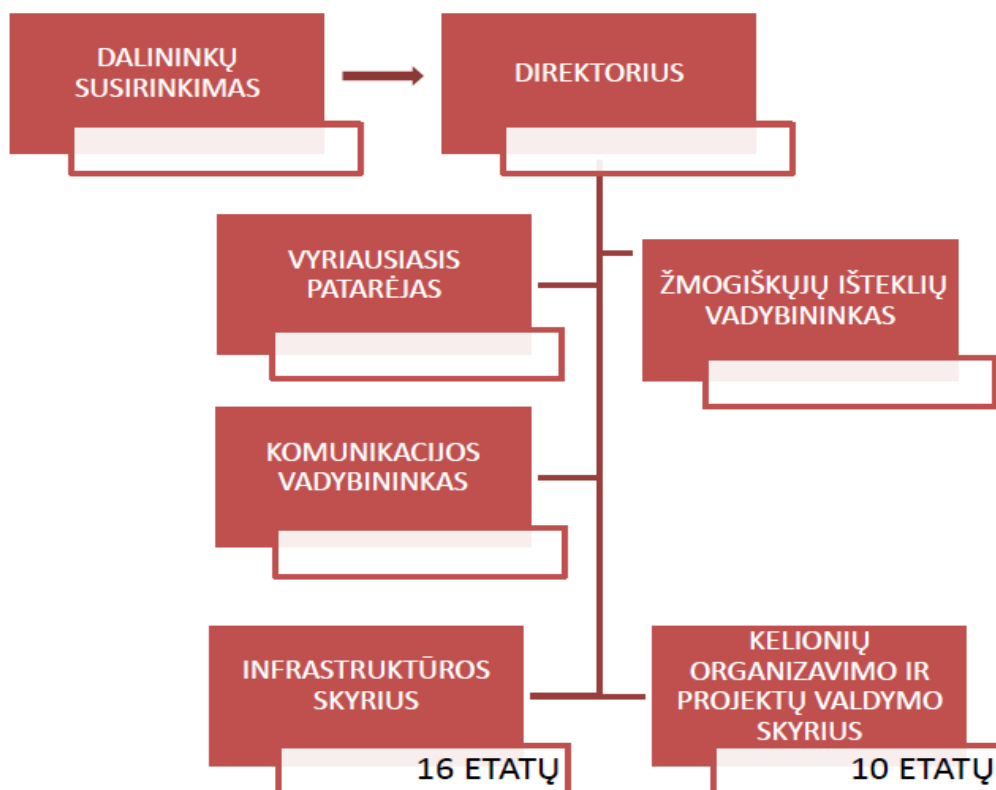 DALININKŲ
SUSIRINKIMAS
DIREKTORIUS
VYRIAUSIASIS
PATARĖJAS
ŽMOGIŠKŲJŲ IŠTEKLIŲ
VADYBININKAS
KOMUNIKACIJOS
VADYBININKAS
INFRASTRUKTŪROS
SKYRIUS
16 ETATŲ
KELIONIŲ
ORGANIZAVIMO IR
PROJEKTŲ VALDYMO
SKYRIUS
10 ETATŲ